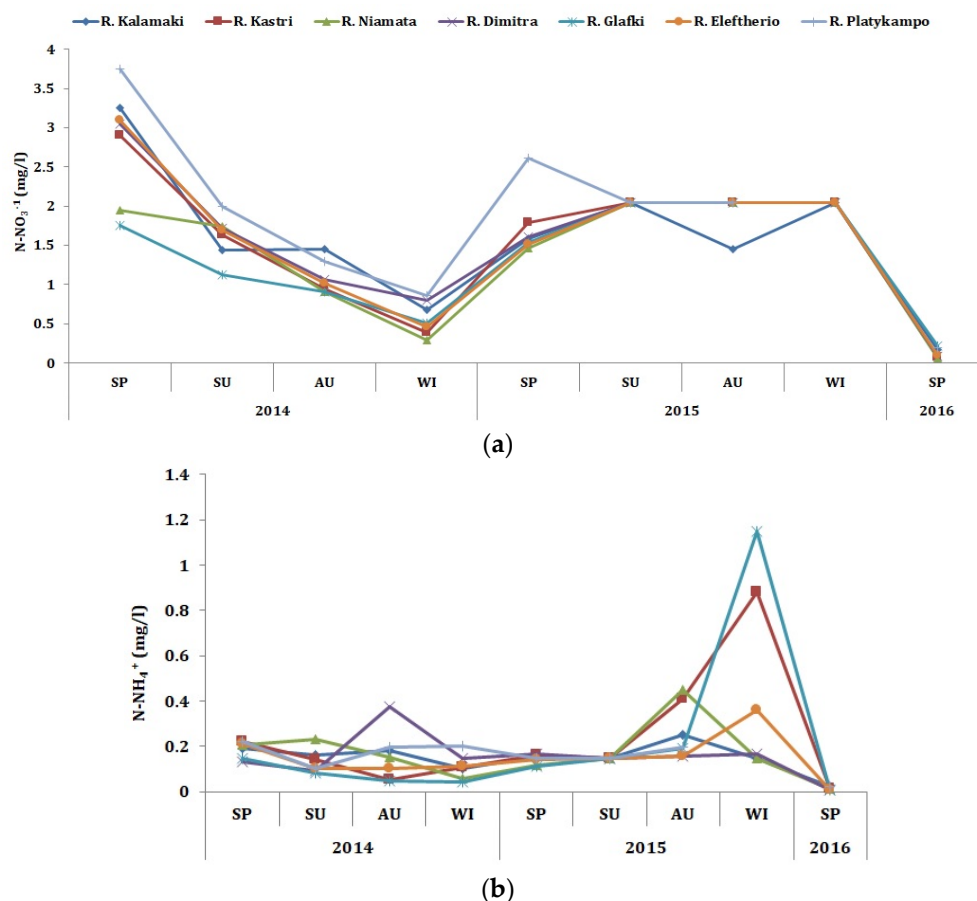 R. Kalamaki R. Kastri R. Niamata R. Dimitra R. Glafki R. Eleftherio R. Platykampo
N-NO3-1 (mg/l)
4
3.5
3
2.5
2
1.5
1
0.5
0
SP SU AU WI SP SU AU WI SP
2014 2015 2016
(a)
N-NH4+ (mg/l)
1.4
1.2
1
0.8
0.6
0.4
0.2
0
SP SU AU WI SP SU AU WI SP
2014 2015 2016
(b)